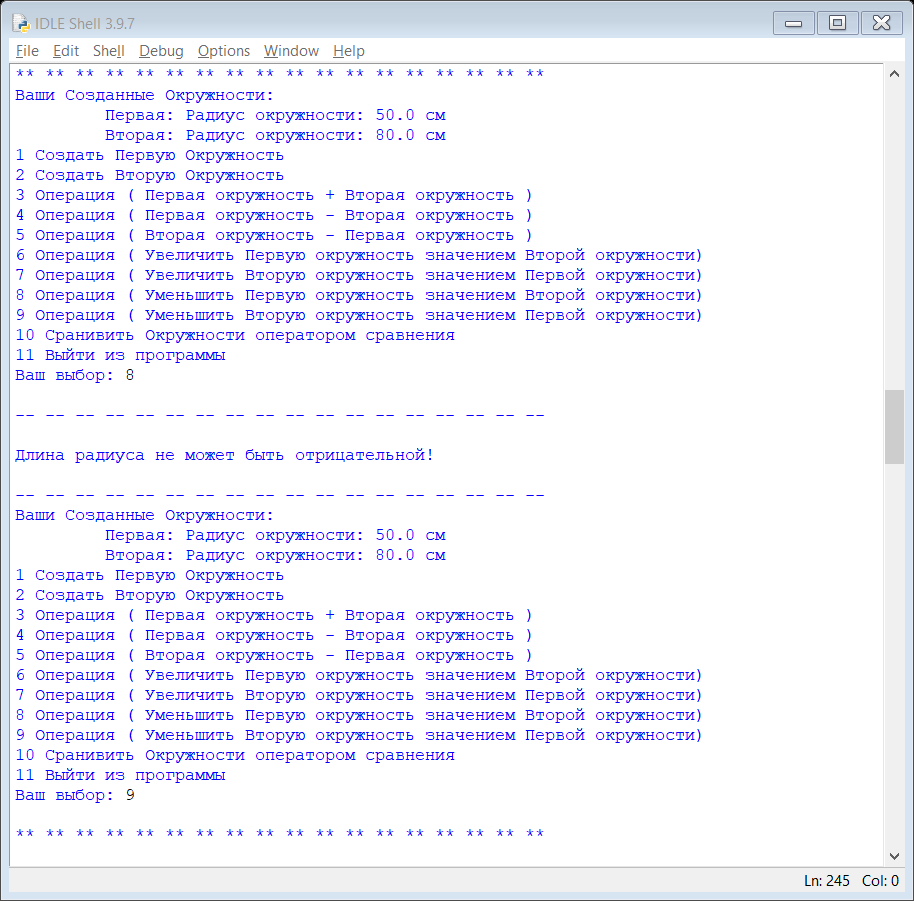 IDLE Shell 3.9.7
File Edit Shell Debug Options Window Help
** ** ** ** ** ** ** ** ** ** ** ** ** ** ** ** ** **
Ваши Созданные Окружности:
Первая: Радиус окружности: 50.0 см
Вторая: Радиус окружности: 80.0 см
1 Создать Первую Окружность
2 Создать Вторую Окружность
3 Операция ( Первая окружность + Вторая окружность )
4 Операция ( Первая окружность - Вторая окружность )
5 Операция ( Вторая окружность - Первая окружность )
6 Операция ( Увеличить Первую окружность значением Второй окружности)
7 Операция ( Увеличить Вторую окружность значением Первой окружности)
8 Операция ( Уменьшить Первую окружность значением Второй окружности)
9 Операция ( Уменьшить Вторую окружность значением Первой окружности)
10 Сранивить Окружности оператором сравнения
11 Выйти из программы
Ваш выбор: 8
-- -- -- -- -- -- -- -- -- -- -- -- -- -- -- -- -- --
Длина радиуса не может быть отрицательной!
-- -- -- -- -- -- -- -- -- -- -- -- -- -- -- -- -- --
Ваши Созданные Окружности:
Первая: Радиус окружности: 50.0 см
Вторая: Радиус окружности: 80.0 см
1 Создать Первую Окружность
2 Создать Вторую Окружность
3 Операция ( Первая окружность + Вторая окружность )
4 Операция ( Первая окружность - Вторая окружность )
5 Операция ( Вторая окружность - Первая окружность )
6 Операция ( Увеличить Первую окружность значением Второй окружности)
7 Операция ( Увеличить Вторую окружность значением Первой окружности)
8 Операция ( Уменьшить Первую окружность значением Второй окружности)
9 Операция ( Уменьшить Вторую окружность значением Первой окружности)
10 Сранивить Окружности оператором сравнения
11 Выйти из программы
Ваш выбор: 9
** ** ** ** ** ** ** ** ** ** ** ** ** ** ** ** ** **
Ln: 245 Col: 0